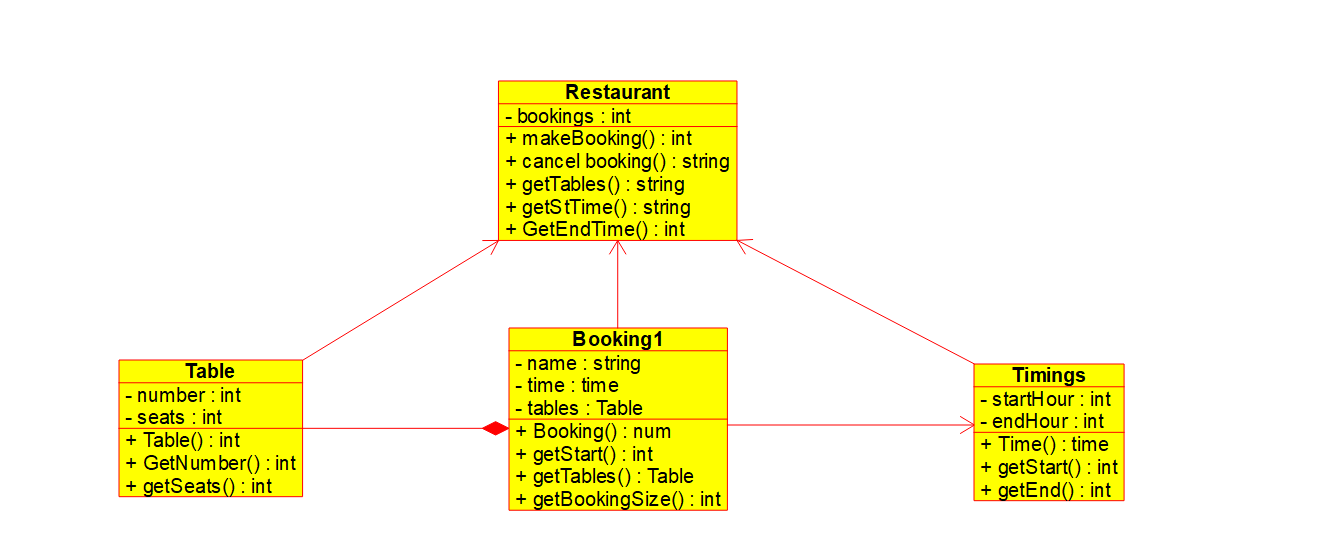 Restaurant
- bookings : int
+ makeBooking() : int
+ cancel booking() : string
+ getTables() : string
+ getStTime() : string
+ GetEndTime() : int
Table
- number : int
- seats : int
+ Table() : int
+ GetNumber() : int
+ getSeats() : int
Booking1
- name : string
- time : time
- tables : Table
+ Booking() : num
+ getStart() : int
+ getTables() : Table
+ getBookingSize() : int
Timings
- startHour : int
- endHour : int
+ Time() : time
+ getStart() : int
+ getEnd() : int